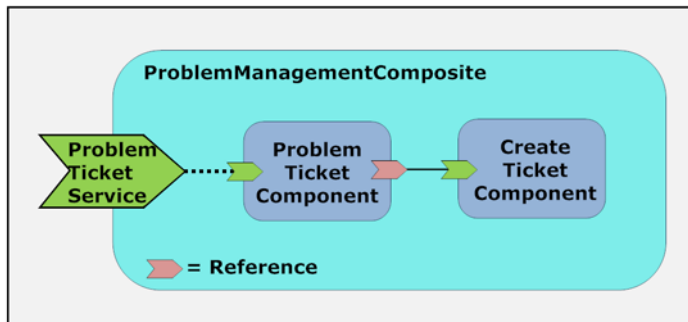 ProblemManagementComposite
Problem
Ticket
Service
Problem
Ticket
Component
Create
Ticket
Component
= Reference